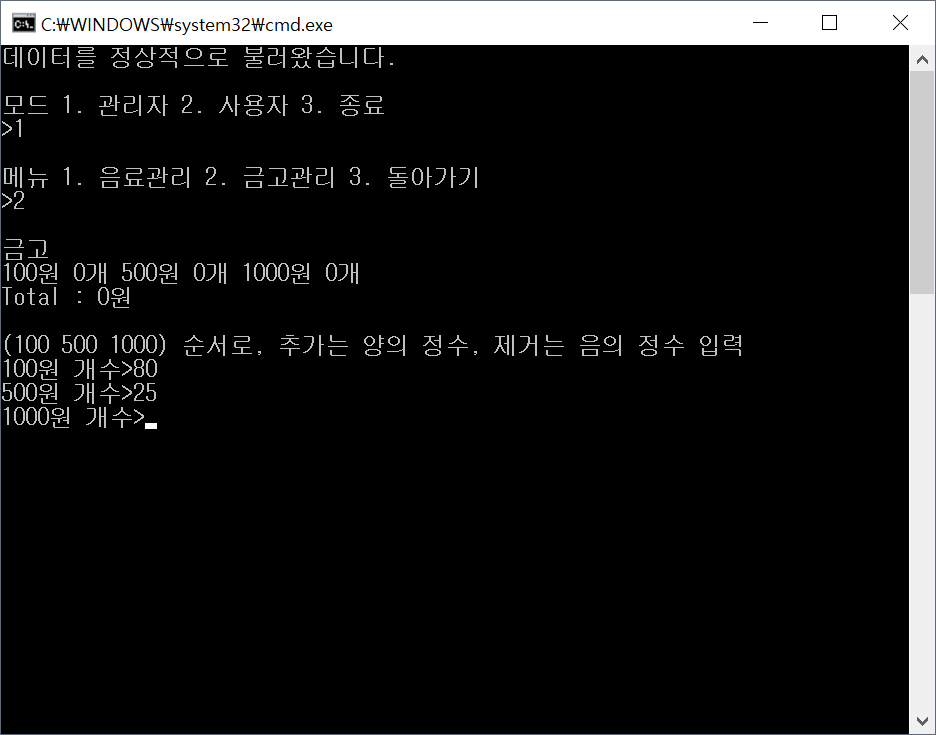 C:₩WINDOWS₩system32₩cmd.exe
데이터를 정상적으로 불러왔습니다.
모드 1. 관리자 2. 사용자 3. 종료
>1
메뉴 1. 음료관리 2. 금고관리 3. 돌아가기
>2
금고
100원 0개 500원 0개 1000원 0개
Total : 0원
(100 500 1000) 순서로, 추가는 양의 정수, 제거는 음의 정수 입력
100원 개수>80
500원 개수>25
1000원 개수>